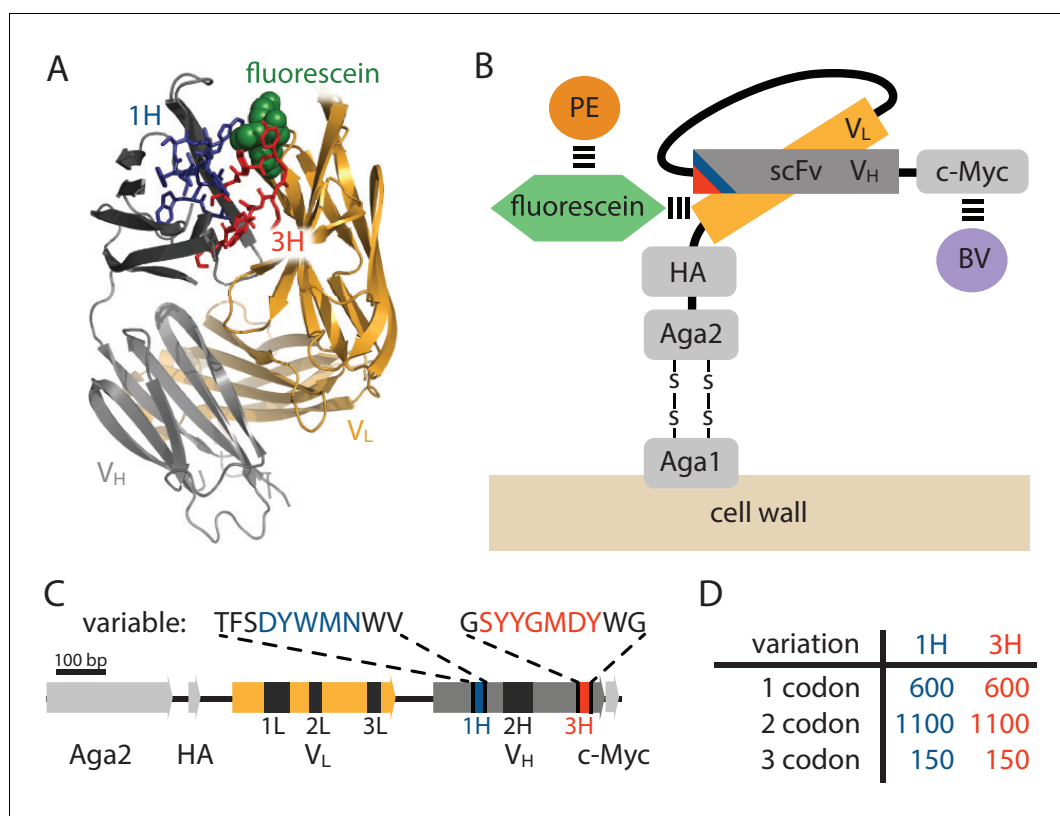 A
fluorescein
1H
3H
VL
VH
B
PE
VL
scFv VH
c-Myc
fluorescein
BV
HA
Aga2
S S
S S
Aga1
cell wall
C
variable: TFSDYWMNWV GSYYGMDYWG
100 bp
1L 2L 3L 1H 2H 3H
Aga2 HA VL VH c-Myc
D
variation 1H 3H
1 codon 600 600
2 codon 1100 1100
3 codon 150 150